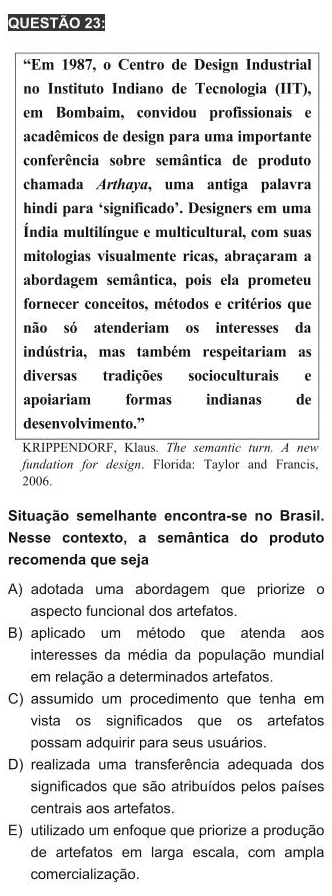 QUESTÃO 23:
“Em 1987, o Centro de Design Industrial
no Instituto Indiano de Tecnologia (IIT),
em Bombaim, convidou profissionais e
acadêmicos de design para uma importante
conferência sobre semântica de produto
chamada Arthaya, uma antiga palavra
hindi para ‘significado’. Designers em uma
Índia multilíngue e multicultural, com suas
mitologias visualmente ricas, abraçaram a
abordagem semântica, pois ela prometeu
fornecer conceitos, métodos e critérios que
não só atenderiam os interesses da
indústria, mas também respeitariam as
diversas tradições socioculturais e
apoiariam formas indianas de
desenvolvimento.”
KRIPPENDORF, Klaus. The semantic turn. A new
fundation for design. Florida: Taylor and Francis,
2006.
Situação semelhante encontra-se no Brasil.
Nesse contexto, a semântica do produto
recomenda que seja
A) adotada uma abordagem que priorize o
aspecto funcional dos artefatos.
B) aplicado um método que atenda aos
interesses da média da população mundial
em relação a determinados artefatos.
C) assumido um procedimento que tenha em
vista os significados que os artefatos
possam adquirir para seus usuários.
D) realizada uma transferência adequada dos
significados que são atribuídos pelos países
centrais aos artefatos.
E) utilizado um enfoque que priorize a produção
de artefatos em larga escala, com ampla
comercialização.